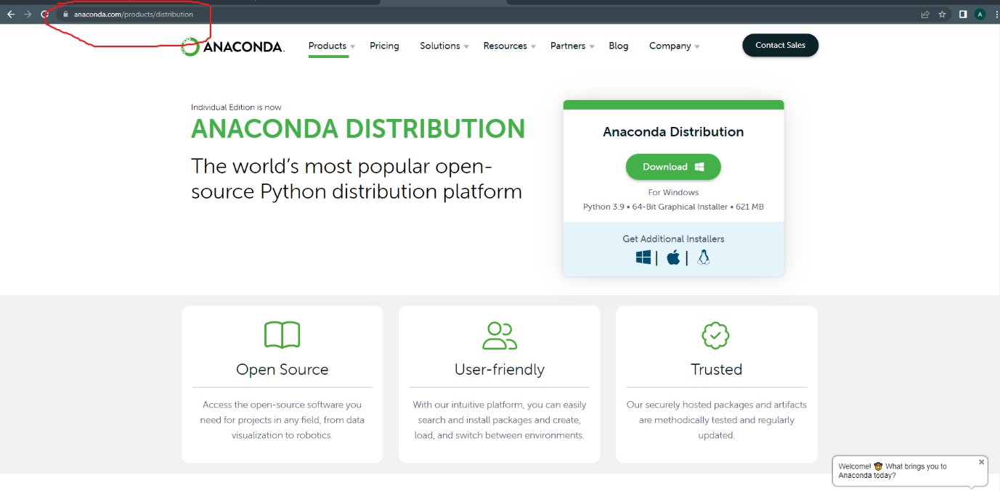 anaconda.com/products/distribution
A
ANACONDA.
Products
Pricing
Solutions
Resources
Partners
Blog
Company
Contact Sales
Individual Edition is now
ANACONDA DISTRIBUTION
The world's most popular open-
source Python distribution platform
Anaconda Distribution
Download
For Windows
Python 3.9 • 64-Bit Graphical Installer • 621 MB
Get Additional Installers
| |
Open Source
Access the open-source software you
need for projects in any field, from data
visualization to robotics.
User-friendly
With our intuitive platform, you can easily
search and install packages and create,
load, and switch between environments.
Trusted
Our securely hosted packages and artifacts
are methodically tested and regularly
updated.
Welcome! 🤠 What brings you to
Anaconda today?